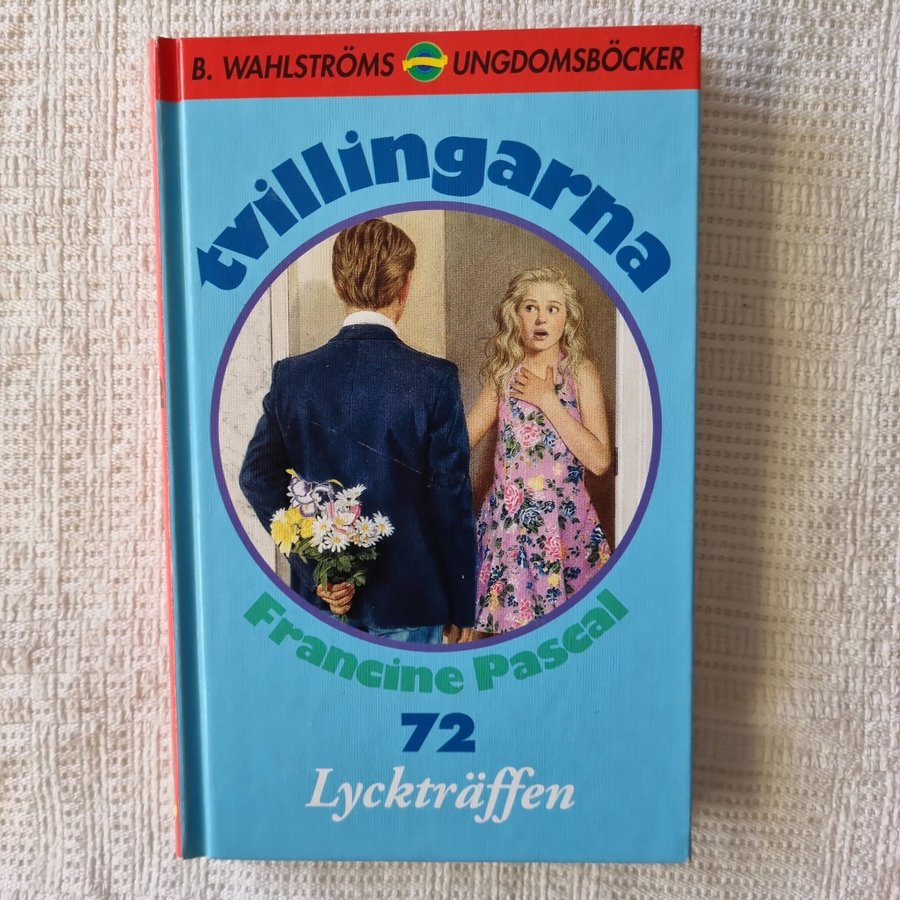 B. WAHLSTRÖMS UNGDOMSBÖCKER
tvillingarna
Francine Pascal
72
Lyckträffen